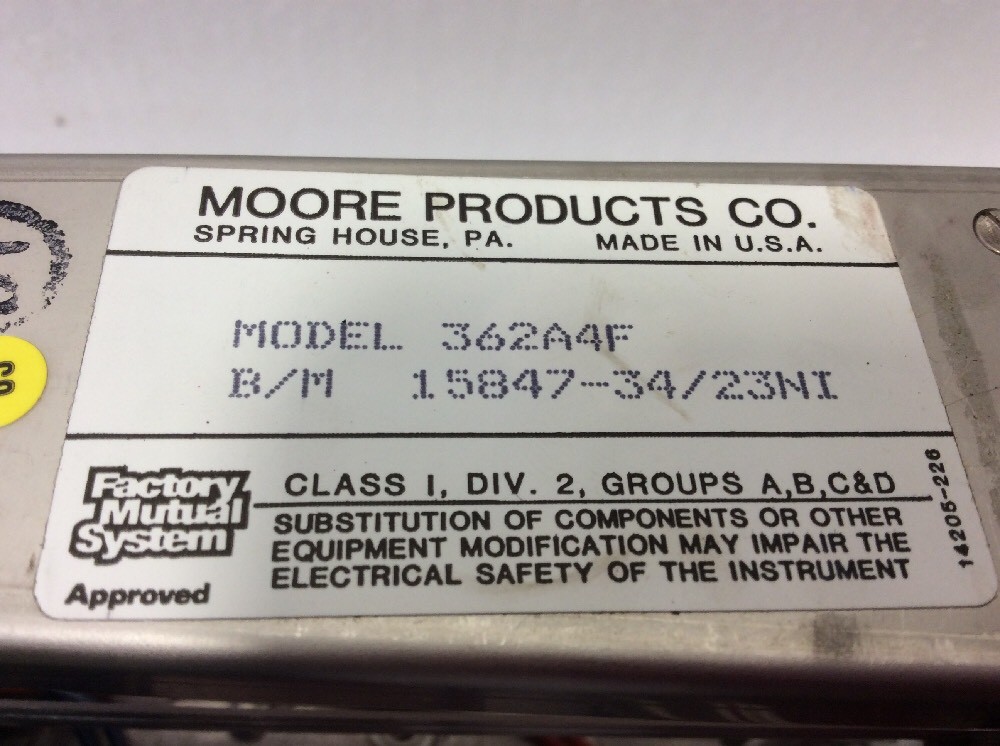 MOORE PRODUCTS CO.
SPRING HOUSE, PA. MADE IN U.S.A.
MODEL 362A4F
B/M 15847-34/23NI
Factory
Mutual
System
Approved
CLASS I, DIV. 2, GROUPS A,B,C&D
SUBSTITUTION OF COMPONENTS OR OTHER
EQUIPMENT MODIFICATION MAY IMPAIR THE
ELECTRICAL SAFETY OF THE INSTRUMENT
14205-226